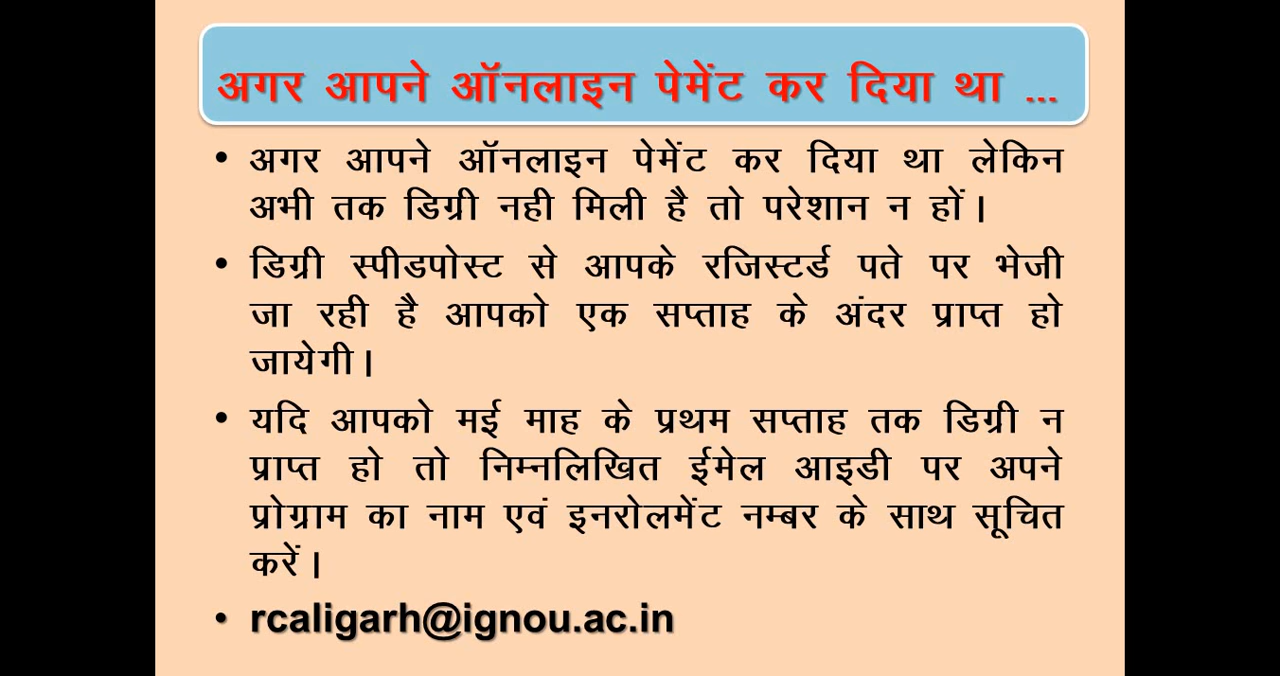 अगर आपने ऑनलाइन पेमेंट कर दिया था ...
• अगर आपने ऑनलाइन पेमेंट कर दिया था लेकिन
अभी तक डिग्री नही मिली है तो परेशान न हों।
• डिग्री स्पीडपोस्ट से आपके रजिस्टर्ड पते पर भेजी
जा रही है आपको एक सप्ताह के अंदर प्राप्त हो
जायेगी।
• यदि आपको मई माह के प्रथम सप्ताह तक डिग्री न
प्राप्त हो तो निम्नलिखित ईमेल आइडी पर अपने
प्रोग्राम का नाम एवं इनरोलमेंट नम्बर के साथ सूचित
करें।
• rcaligarh@ignou.ac.in